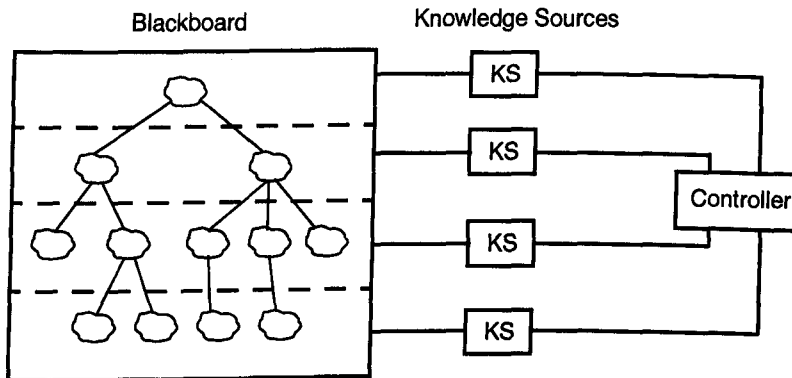 Blackboard
Knowledge Sources
KS
KS
KS
KS
Controller